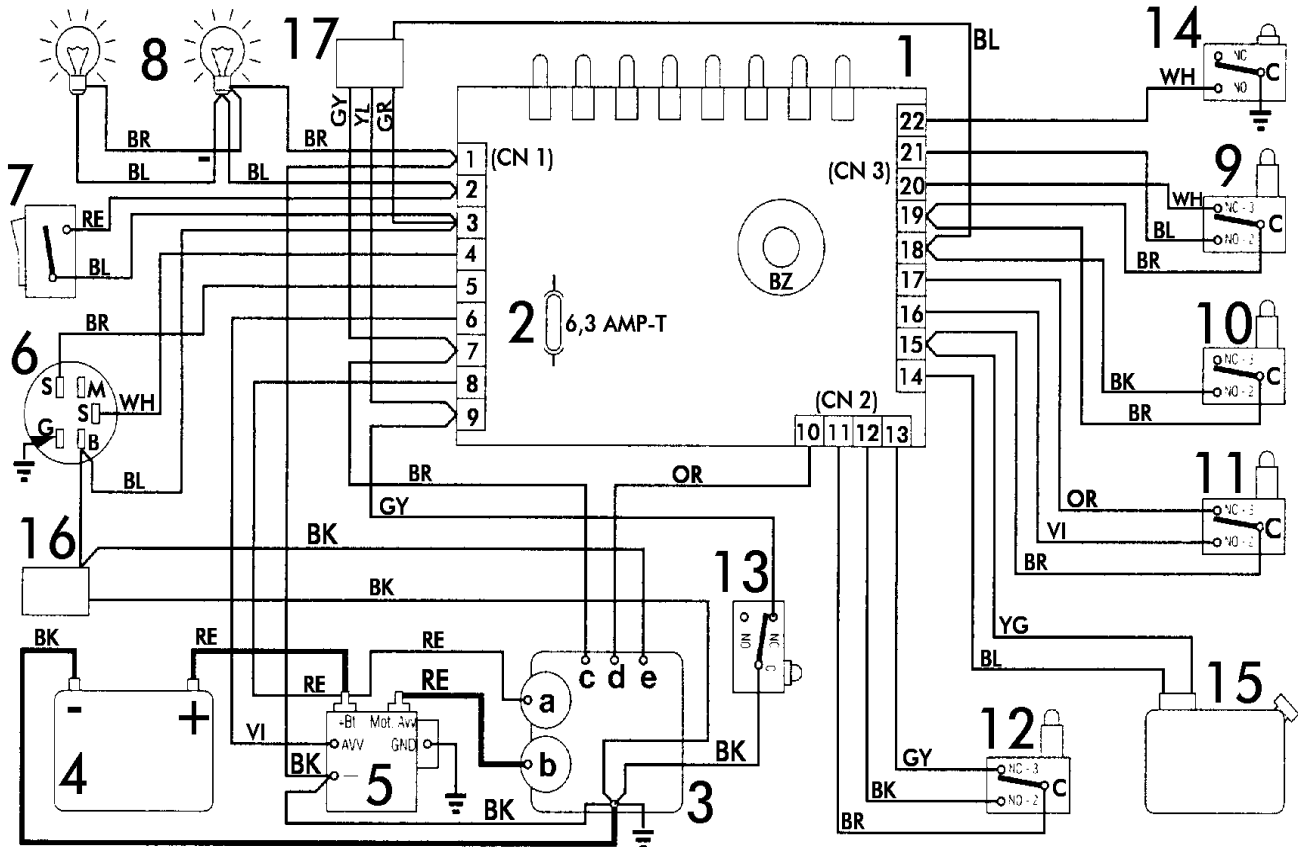 8
17
1
BL
14
NC
C
WH
NO
GY
YL
GR
BR
BR
BL
BL
7
RE
BL
1
(CN 1)
2
3
4
5
6
7
8
9
22
21
20
19
18
17
16
15
14
(CN 3)
BZ
2
6,3 AMP-T
(CN 2)
10
11
12
13
9
WH
NC - 3
C
BL
NO - 2
BR
10
NC - 3
C
BK
NO - 2
BR
11
OR
NC - 3
C
VI
NO - 2
BR
6
BR
S
M
S
WH
G
B
BL
BR
OR
GY
16
BK
BK
13
NO
NC
C
BK
RE
RE
RE
RE
-
+
4
VI
+Bt
Mot. Avv
AVV
GND
BK
—
5
BK
a
b
c
d
e
3
BK
YG
BL
15
12
GY
NC - 3
C
BK
NO - 2
BR